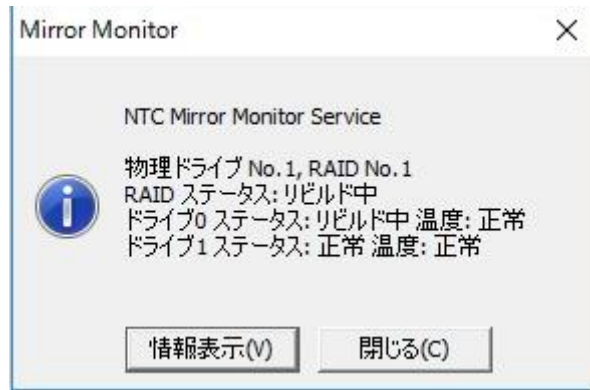 Mirror Monitor
NTC Mirror Monitor Service
物理ドライブ No.1, RAID No.1
RAID ステータス: リビルド中
ドライブ0 ステータス: リビルド中 温度: 正常
ドライブ1 ステータス: 正常 温度: 正常
情報表示(V) 閉じる(C)